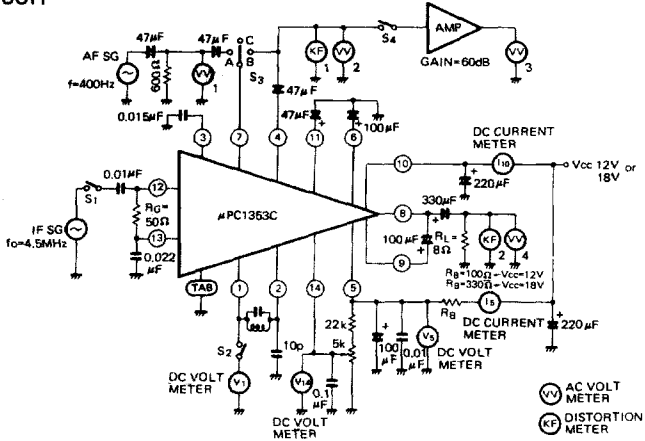 AF SG
f=400Hz
47µF
600Ω
VV
1
47µF
A
C
B
S3
47µF
KF
1
VV
2
S4
AMP
GAIN=60dB
VV
3
0.015µF
47µF
100µF
3
7
4
11
6
DC CURRENT
METER
10
I10
Vcc 12V or
18V
220µF
S1
0.01µF
12
RG=
50Ω
13
0.022
µF
IF SG
fo=4.5MHz
µPC1353C
8
330µF
100µF
9
RL=
8Ω
KF
2
VV
4
RB=100Ω-Vcc=12V
RB=330Ω-Vcc=18V
TAB
1
2
14
5
S2
10p
22k
5k
100
µF
0.01
µF
V5
RB
I5
DC CURRENT
METER
220µF
DC VOLT
METER
DC VOLT
METER
V1
V14
0.1
µF
DC VOLT
METER
VV
AC VOLT
METER
KF
DISTORTION
METER